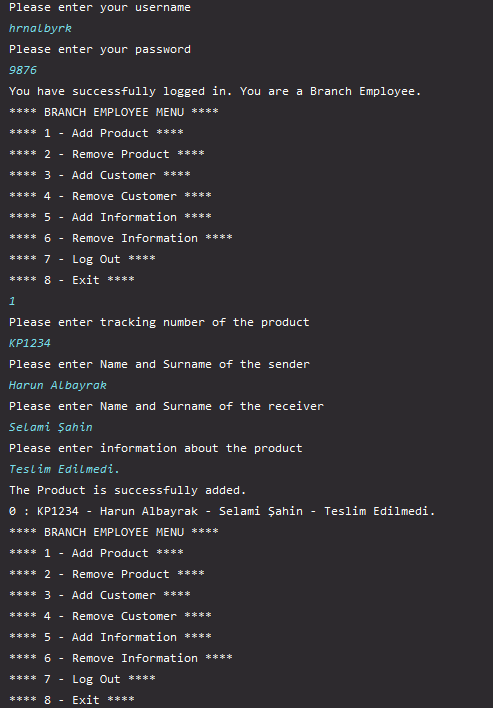 Please enter your username
hrnalbyrk
Please enter your password
9876
You have successfully logged in. You are a Branch Employee.
**** BRANCH EMPLOYEE MENU ****
**** 1 - Add Product ****
**** 2 - Remove Product ****
**** 3 - Add Customer ****
**** 4 - Remove Customer ****
**** 5 - Add Information ****
**** 6 - Remove Information ****
**** 7 - Log Out ****
**** 8 - Exit ****
1
Please enter tracking number of the product
KP1234
Please enter Name and Surname of the sender
Harun Albayrak
Please enter Name and Surname of the receiver
Selami Şahin
Please enter information about the product
Teslim Edilmedi.
The Product is successfully added.
0 : KP1234 - Harun Albayrak - Selami Şahin - Teslim Edilmedi.
**** BRANCH EMPLOYEE MENU ****
**** 1 - Add Product ****
**** 2 - Remove Product ****
**** 3 - Add Customer ****
**** 4 - Remove Customer ****
**** 5 - Add Information ****
**** 6 - Remove Information ****
**** 7 - Log Out ****
**** 8 - Exit ****